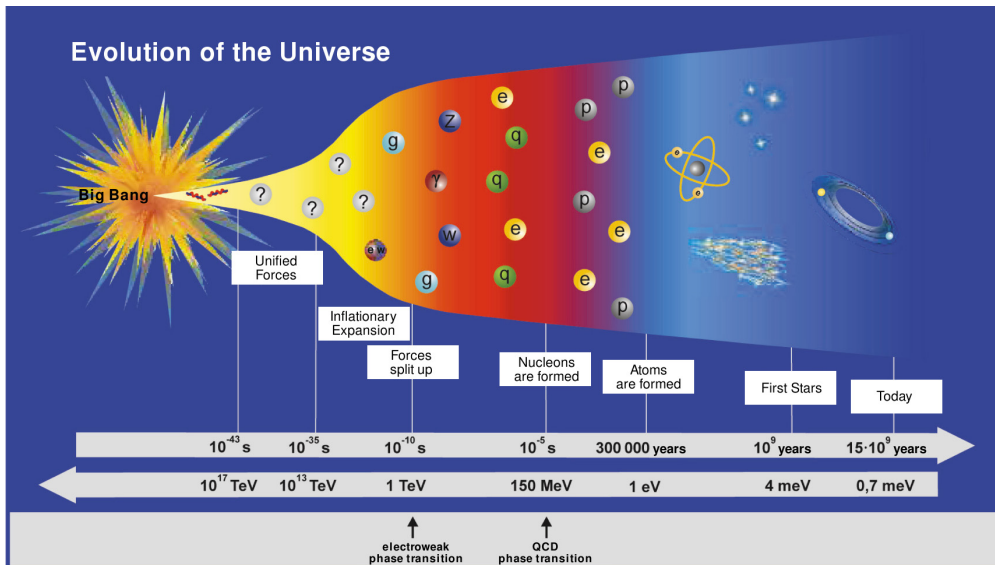 Evolution of the Universe
Big Bang
?
?
?
?
e w
g
g
Z
γ
w
e
q
q
e
q
p
e
p
e
p
e
p
e
e
Unified
Forces
Inflationary
Expansion
Forces
split up
Nucleons
are formed
Atoms
are formed
First Stars
Today
10⁻⁴³ s
10⁻³⁵ s
10⁻¹⁰ s
10⁻⁵ s
300 000 years
10⁹ years
15·10⁹ years
10¹⁷ TeV
10¹³ TeV
1 TeV
150 MeV
1 eV
4 meV
0,7 meV
electroweak
phase transition
QCD
phase transition